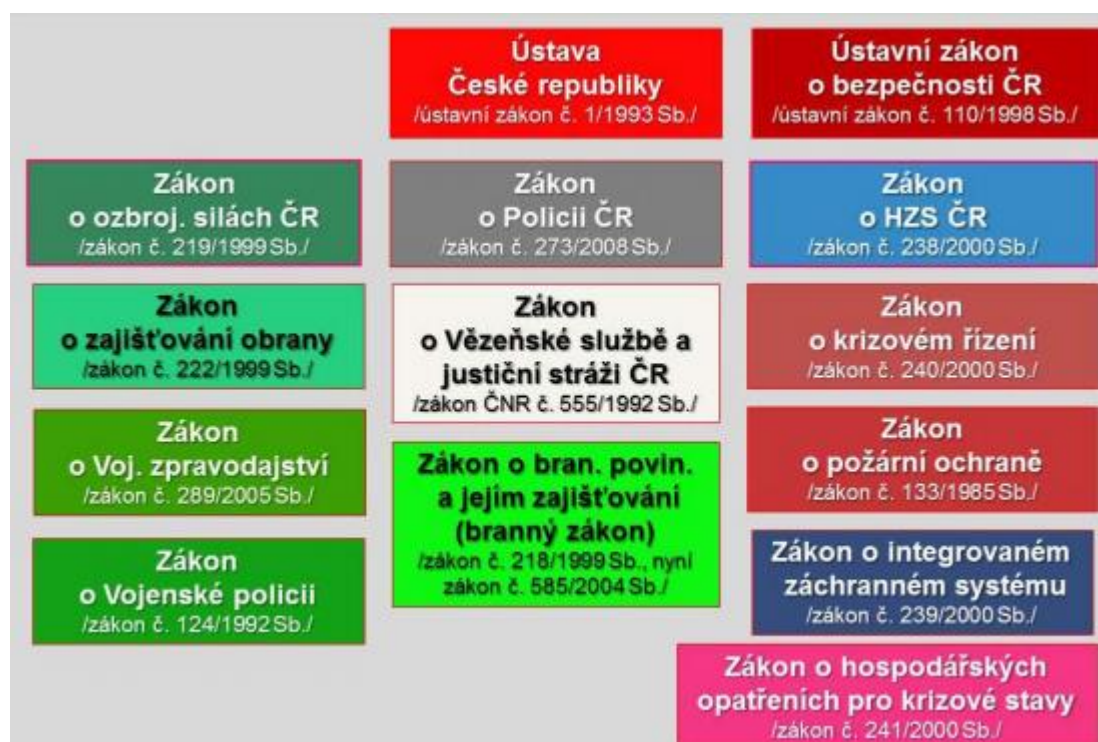 Ústava
České republiky
/ústavní zákon č. 1/1993 Sb./
Ústavní zákon
o bezpečnosti ČR
/ústavní zákon č. 110/1998 Sb./
Zákon
o ozbroj. silách ČR
/zákon č. 219/1999 Sb./
Zákon
o Policii ČR
/zákon č. 273/2008 Sb./
Zákon
o HZS ČR
/zákon č. 238/2000 Sb./
Zákon
o zajišťování obrany
/zákon č. 222/1999 Sb./
Zákon
o Vězeňské službě a
justiční stráži ČR
/zákon ČNR č. 555/1992 Sb./
Zákon
o krizovém řízení
/zákon č. 240/2000 Sb./
Zákon
o Voj. zpravodajství
/zákon č. 289/2005 Sb./
Zákon o bran. povin.
a jejím zajišťování
(branný zákon)
/zákon č. 218/1999 Sb., nyní
zákon č. 585/2004 Sb./
Zákon
o požární ochraně
/zákon č. 133/1985 Sb./
Zákon
o Vojenské policii
/zákon č. 124/1992 Sb./
Zákon o integrovaném
záchranném systému
/zákon č. 239/2000 Sb./
Zákon o hospodářských
opatřeních pro krizové stavy
/zákon č. 241/2000 Sb./